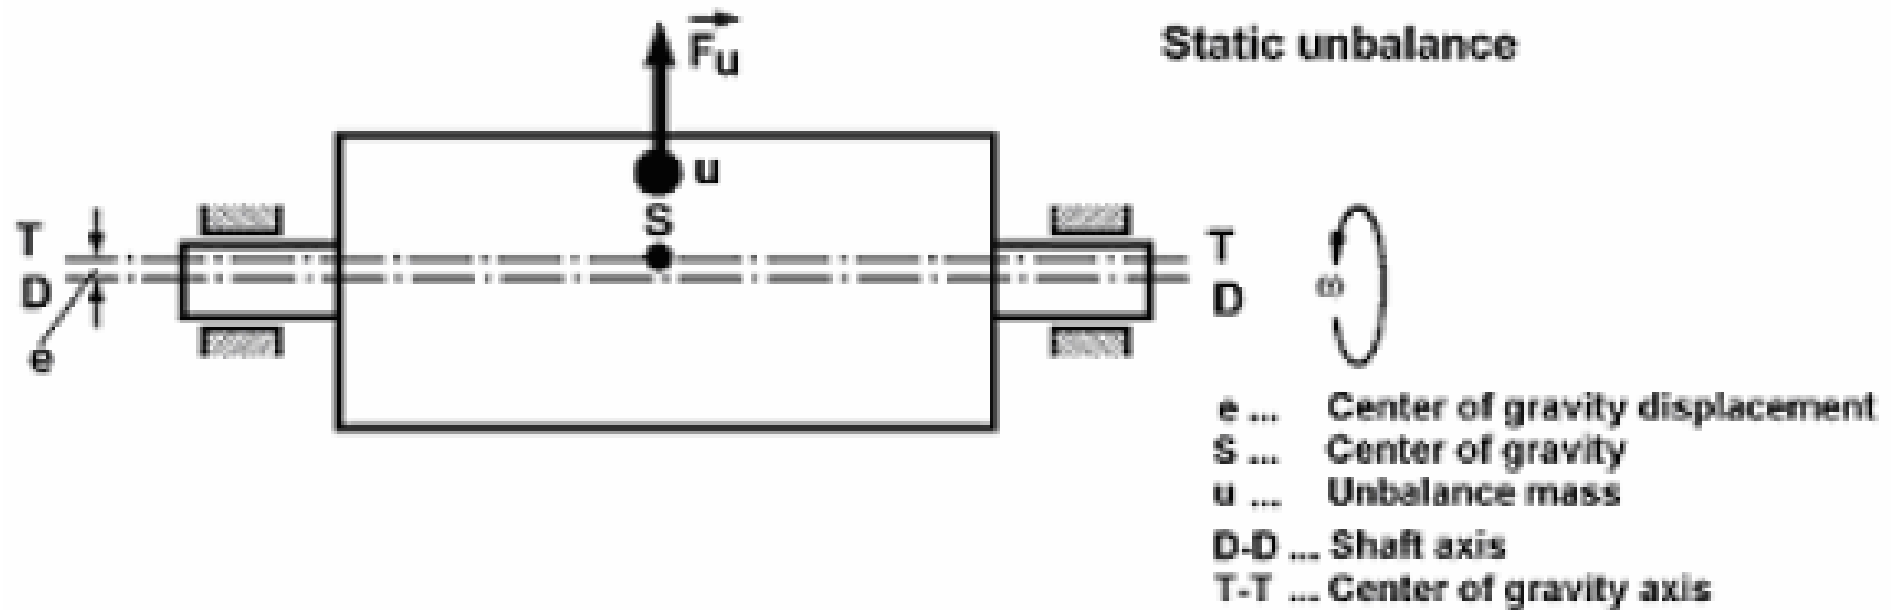 Static unbalance
Fu
u
S
T
D
e
T
D
ω
e ... Center of gravity displacement
S ... Center of gravity
u ... Unbalance mass
D-D ... Shaft axis
T-T ... Center of gravity axis